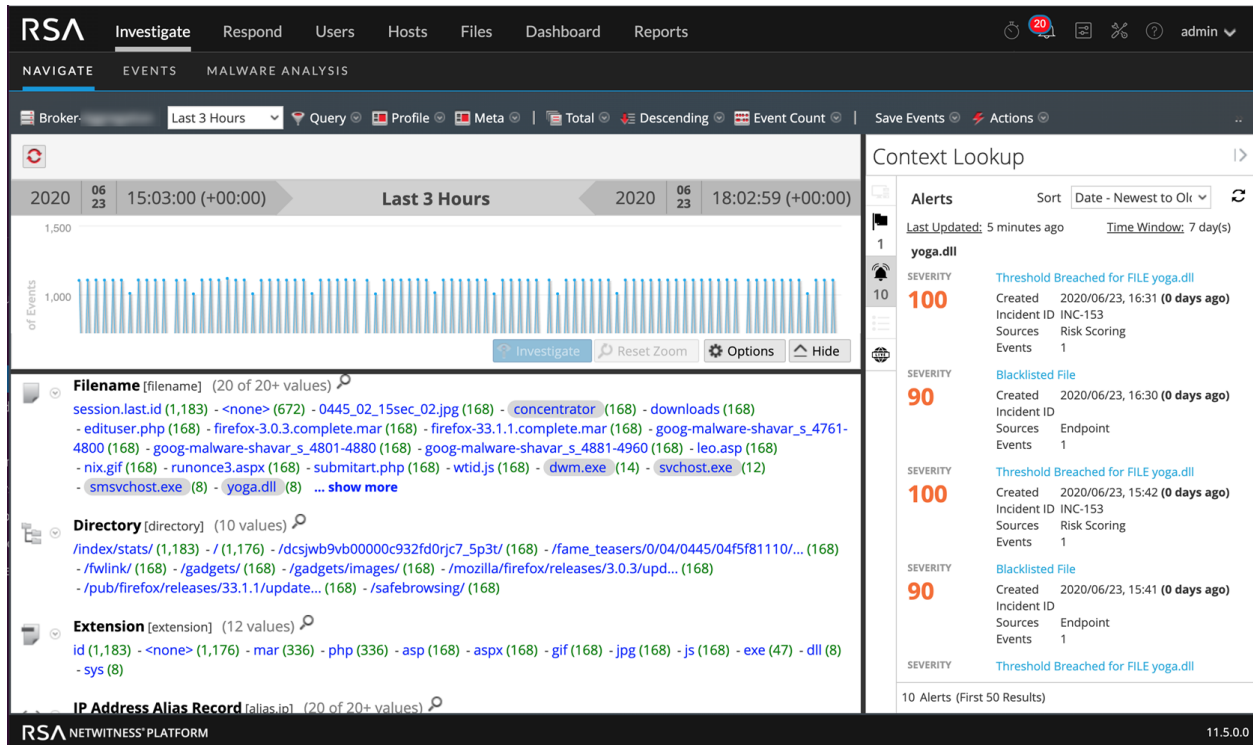 RSA Investigate Respond Users Hosts Files Dashboard Reports 20 admin
NAVIGATE EVENTS MALWARE ANALYSIS
Broker- Last 3 Hours Query Profile Meta | Total Descending Event Count | Save Events Actions ..
2020 06 23 15:03:00 (+00:00) Last 3 Hours 2020 06 23 18:02:59 (+00:00)
1,500
1,000
of Events
Investigate Reset Zoom Options Hide
Filename [filename] (20 of 20+ values)
session.last.id (1,183) - <none> (672) - 0445_02_15sec_02.jpg (168) - concentrator (168) - downloads (168)
- edituser.php (168) - firefox-3.0.3.complete.mar (168) - firefox-33.1.1.complete.mar (168) - goog-malware-shavar_s_4761-
4800 (168) - goog-malware-shavar_s_4801-4880 (168) - goog-malware-shavar_s_4881-4960 (168) - leo.asp (168)
- nix.gif (168) - runonce3.aspx (168) - submitart.php (168) - wtid.js (168) - dwm.exe (14) - svchost.exe (12)
- smsvchost.exe (8) - yoga.dll (8) ... show more
Directory [directory] (10 values)
/index/stats/ (1,183) - / (1,176) - /dcsjwb9vb00000c932fd0rjc7_5p3t/ (168) - /fame_teasers/0/04/0445/04f5f81110/... (168)
- /fwlink/ (168) - /gadgets/ (168) - /gadgets/images/ (168) - /mozilla/firefox/releases/3.0.3/upd... (168)
- /pub/firefox/releases/33.1.1/update... (168) - /safebrowsing/ (168)
Extension [extension] (12 values)
id (1,183) - <none> (1,176) - mar (336) - php (336) - asp (168) - aspx (168) - gif (168) - jpg (168) - js (168) - exe (47) - dll (8)
- sys (8)
IP Address Alias Record [alias.ip] (20 of 20+ values)
Context Lookup
1
10
Alerts Sort Date - Newest to Ol
Last Updated: 5 minutes ago Time Window: 7 day(s)
yoga.dll
SEVERITY Threshold Breached for FILE yoga.dll
100 Created 2020/06/23, 16:31 (0 days ago)
Incident ID INC-153
Sources Risk Scoring
Events 1
SEVERITY Blacklisted File
90 Created 2020/06/23, 16:30 (0 days ago)
Incident ID
Sources Endpoint
Events 1
SEVERITY Threshold Breached for FILE yoga.dll
100 Created 2020/06/23, 15:42 (0 days ago)
Incident ID INC-153
Sources Risk Scoring
Events 1
SEVERITY Blacklisted File
90 Created 2020/06/23, 15:41 (0 days ago)
Incident ID
Sources Endpoint
Events 1
SEVERITY Threshold Breached for FILE yoga.dll
10 Alerts (First 50 Results)
RSA NETWITNESS® PLATFORM 11.5.0.0